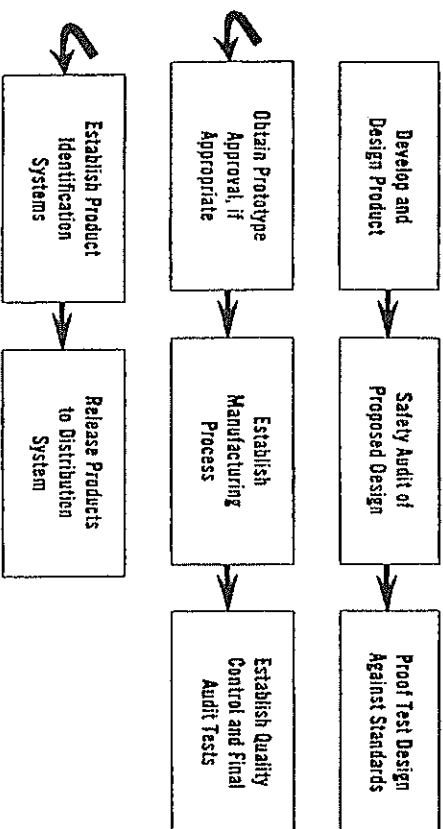 Develop and
Design Product
Safety Audit of
Proposed Design
Proof Test Design
Against Standards
Obtain Prototype
Approval, if
Appropriate
Establish
Manufacturing
Process
Establish Quality
Control and Final
Audit Tests
Establish Product
Identification
Systems
Release Products
to Distribution
System